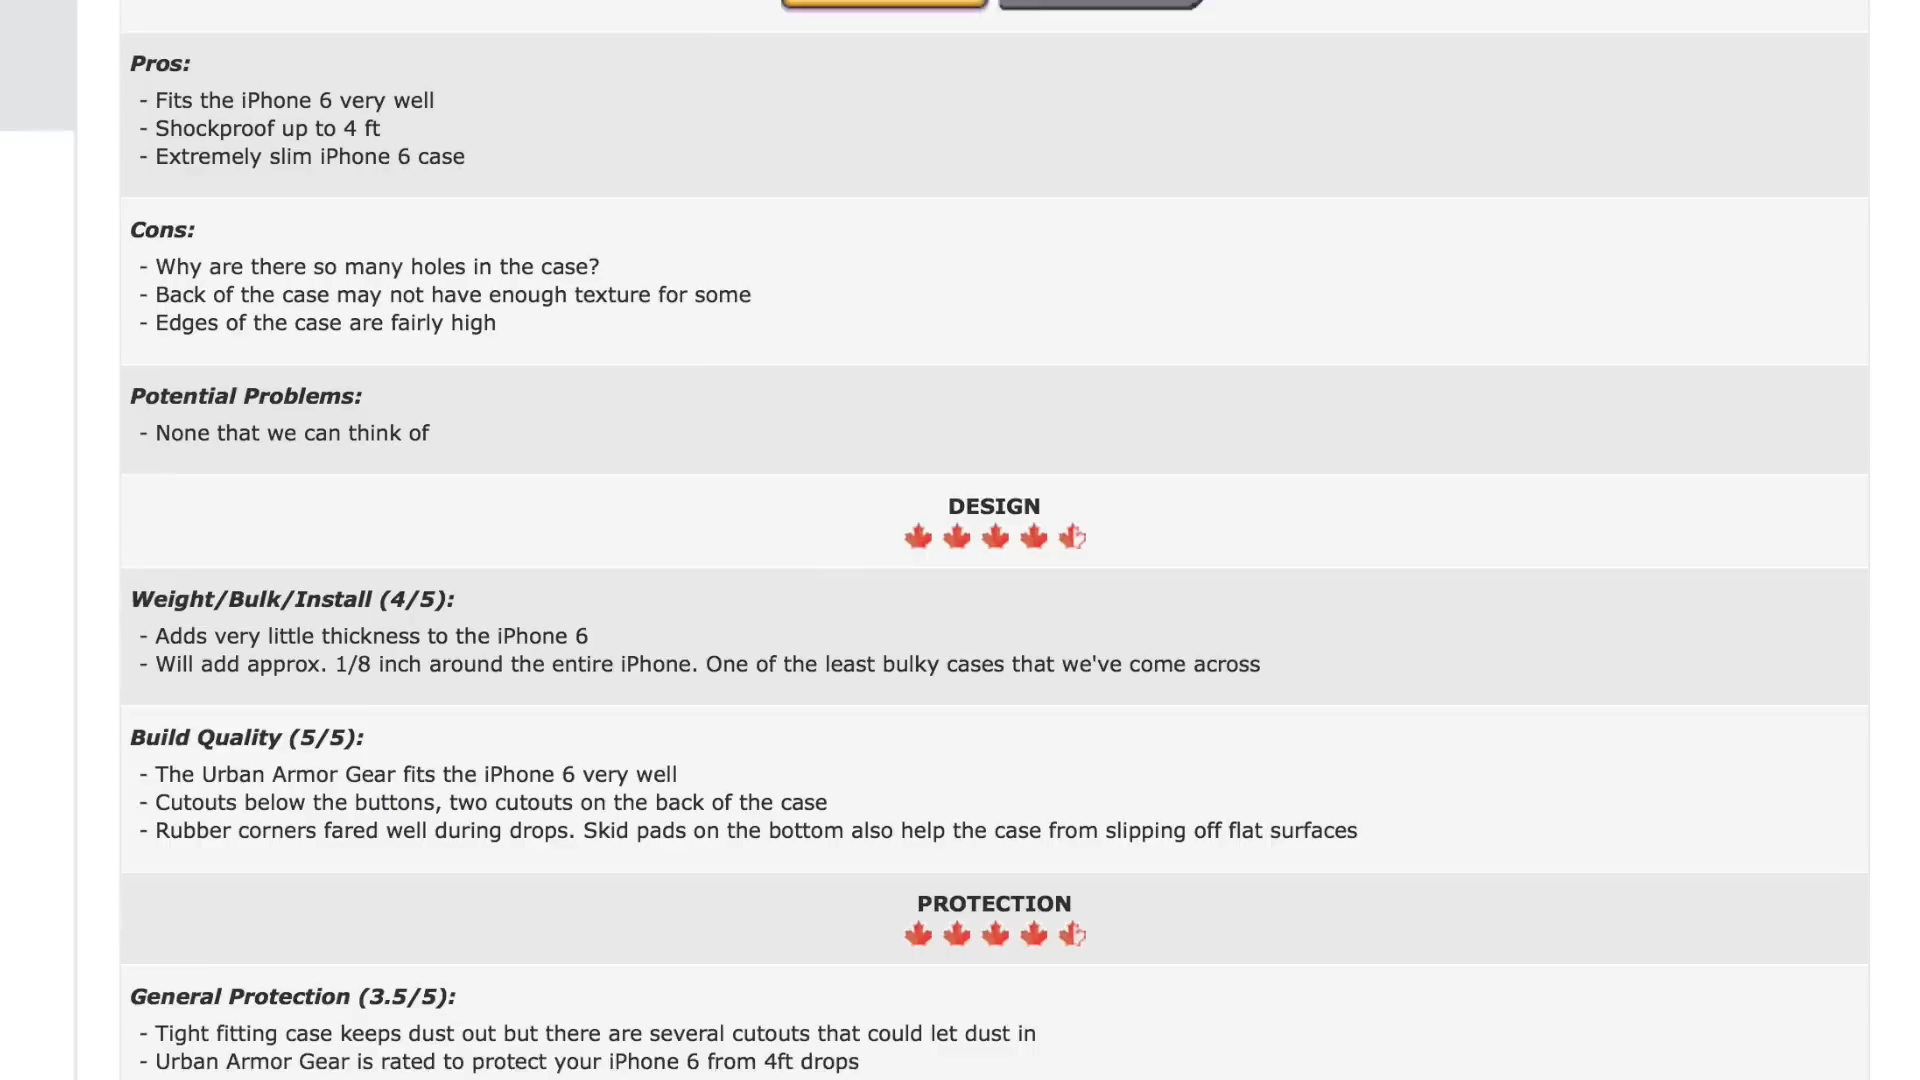 Pros:
- Fits the iPhone 6 very well
- Shockproof up to 4 ft
- Extremely slim iPhone 6 case
Cons:
- Why are there so many holes in the case?
- Back of the case may not have enough texture for some
- Edges of the case are fairly high
Potential Problems:
- None that we can think of
DESIGN
Weight/Bulk/Install (4/5):
- Adds very little thickness to the iPhone 6
- Will add approx. 1/8 inch around the entire iPhone. One of the least bulky cases that we've come across
Build Quality (5/5):
- The Urban Armor Gear fits the iPhone 6 very well
- Cutouts below the buttons, two cutouts on the back of the case
- Rubber corners fared well during drops. Skid pads on the bottom also help the case from slipping off flat surfaces
PROTECTION
General Protection (3.5/5):
- Tight fitting case keeps dust out but there are several cutouts that could let dust in
- Urban Armor Gear is rated to protect your iPhone 6 from 4ft drops